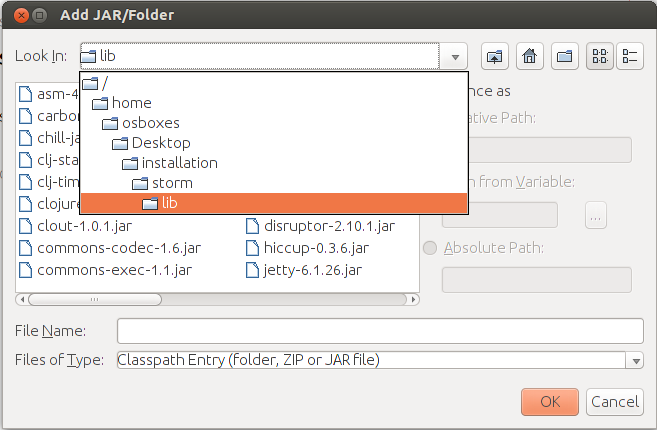 Add JAR/Folder
Look In: lib
/
home
osboxes
Desktop
installation
storm
lib
asm-4
carbon
chill-ja
clj-sta
clj-tim
clojure
clout-1.0.1.jar
commons-codec-1.6.jar
commons-exec-1.1.jar
disruptor-2.10.1.jar
hiccup-0.3.6.jar
jetty-6.1.26.jar
nce as
ative Path:
n from Variable:
...
Absolute Path:
File Name:
Files of Type: Classpath Entry (folder, ZIP or JAR file)
OK Cancel